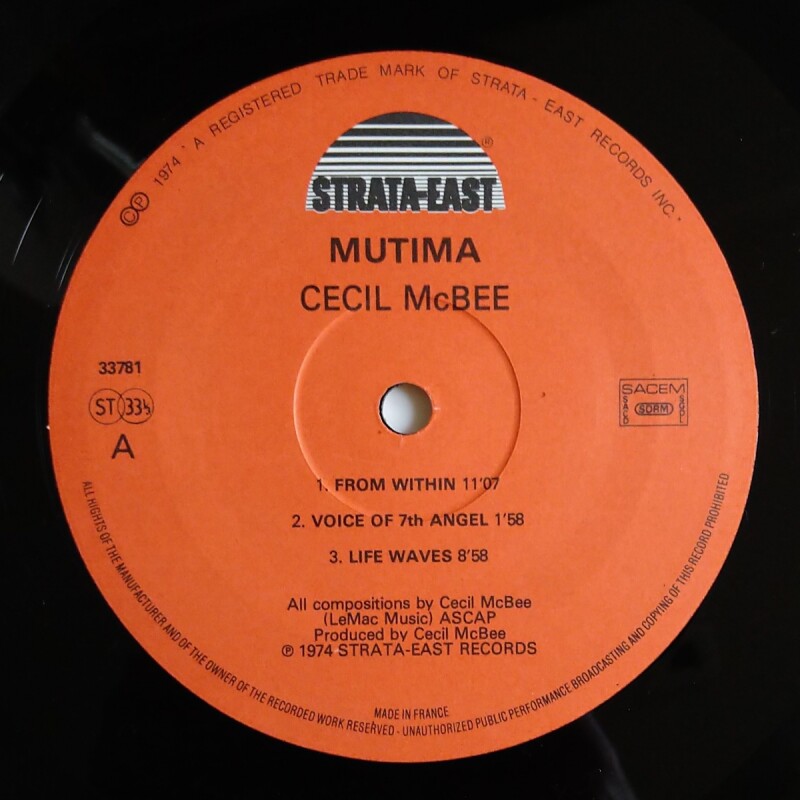 ℗ © 1974 ' A REGISTERED TRADE MARK OF STRATA - EAST RECORDS INC. '
STRATA-EAST ®
MUTIMA
CECIL McBEE
33781
ST 33⅓
A
SACEM
SACD SDRM SGDL
1. FROM WITHIN 11'07
2. VOICE OF 7th ANGEL 1'58
3. LIFE WAVES 8'58
All compositions by Cecil McBee
(LeMac Music) ASCAP
Produced by Cecil McBee
℗ 1974 STRATA-EAST RECORDS
MADE IN FRANCE
ALL HIGHTS OF THE MANUFACTURER AND OF THE OWNER OF THE RECORDED WORK RESERVED - UNAUTHORIZED PUBLIC PERFORMANCE BROADCASTING AND COPYING OF THIS RECORD PROHIBITED